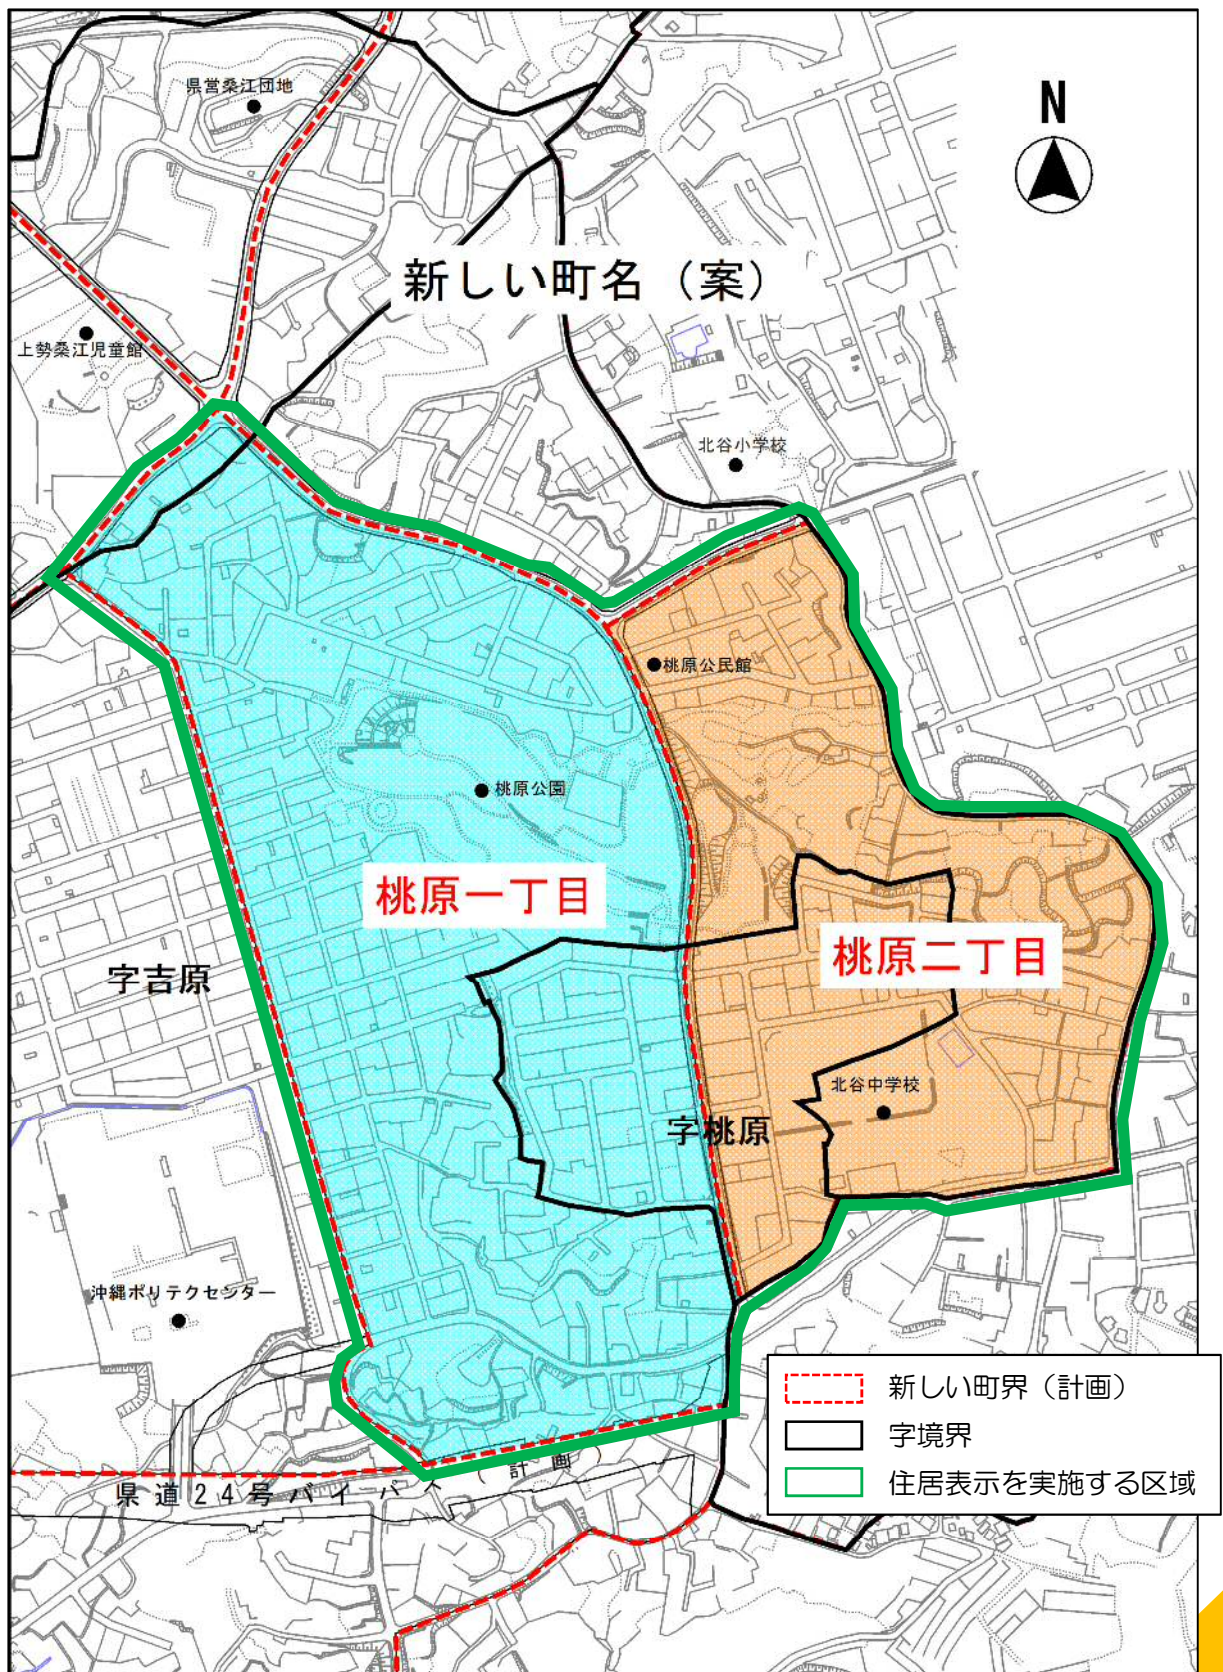 県営桑江団地
N
新しい町名（案）
上勢桑江児童館
北谷小学校
桃原公民館
桃原公園
桃原一丁目
桃原二丁目
字吉原
北谷中学校
字桃原
沖縄ポリテクセンター
新しい町界（計画）
字境界
住居表示を実施する区域
県道24号バイパス（計画）